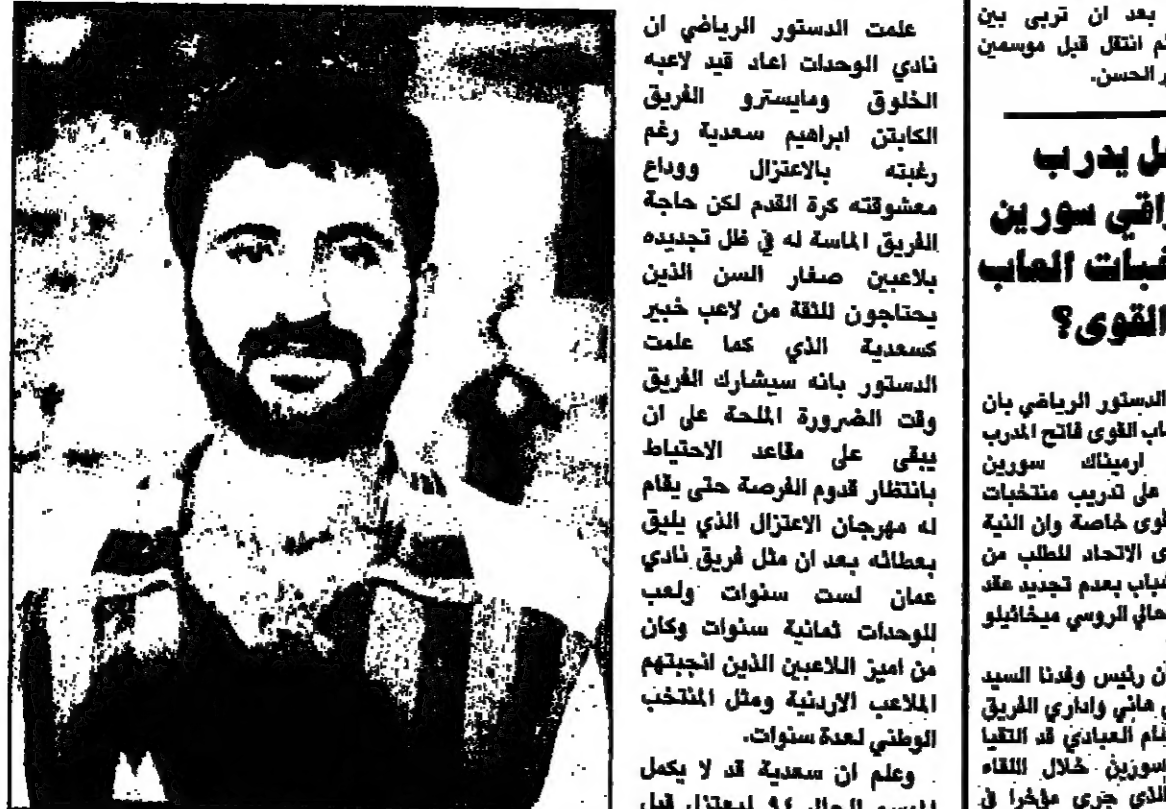 علمت الدستور الرياضي ان
نادي الوحدات اعاد قيد لاعبه
الخلوق ومايسترو الفريق
الكابتن ابراهيم سعدية رغم
رغبته بالاعتزال ووداع
معشوقته كرة القدم لكن حاجة
الفريق الماسة له في ظل تجديده
بلاعبين صغار السن الذين
يحتاجون للثقة من لاعب خبير
كسعدية الذي كما علمت
الدستور بانه سيشارك الفريق
وقت الضرورة الملحة على ان
يبقى على مقاعد الاحتياط
بانتظار قدوم الفرصة حتى يقام
له مهرجان الاعتزال الذي يليق
بعطائه بعد ان مثل فريق نادي
عمان لست سنوات ولعب
للوحدات ثمانية سنوات وكان
من اميز اللاعبين الذين انجبتهم
الملاعب الاردنية ومثل المنتخب
الوطني لعدة سنوات.
وعلم ان سعدية قد لا يكمل
بعد ان تربى بين
م انتقل قبل موسمين
ر الحسن.
ل يدرب
اقي سورين
نبات العاب
القوى؟
الدستور الرياضي بان
اب القوى فاتح المدرب
ارميناك سورين
على تدريب منتخبات
وى خاصة وان النية
ى الاتحاد للطلب من
باب بعدم تجديد عقد
حالي الروسي ميخائيلو
ن رئيس وفدنا السيد
ي هاني واداري الفريق
ام العبادي قد التقيا
سورين خلال اللقاء
الذي جرى مؤخرا في